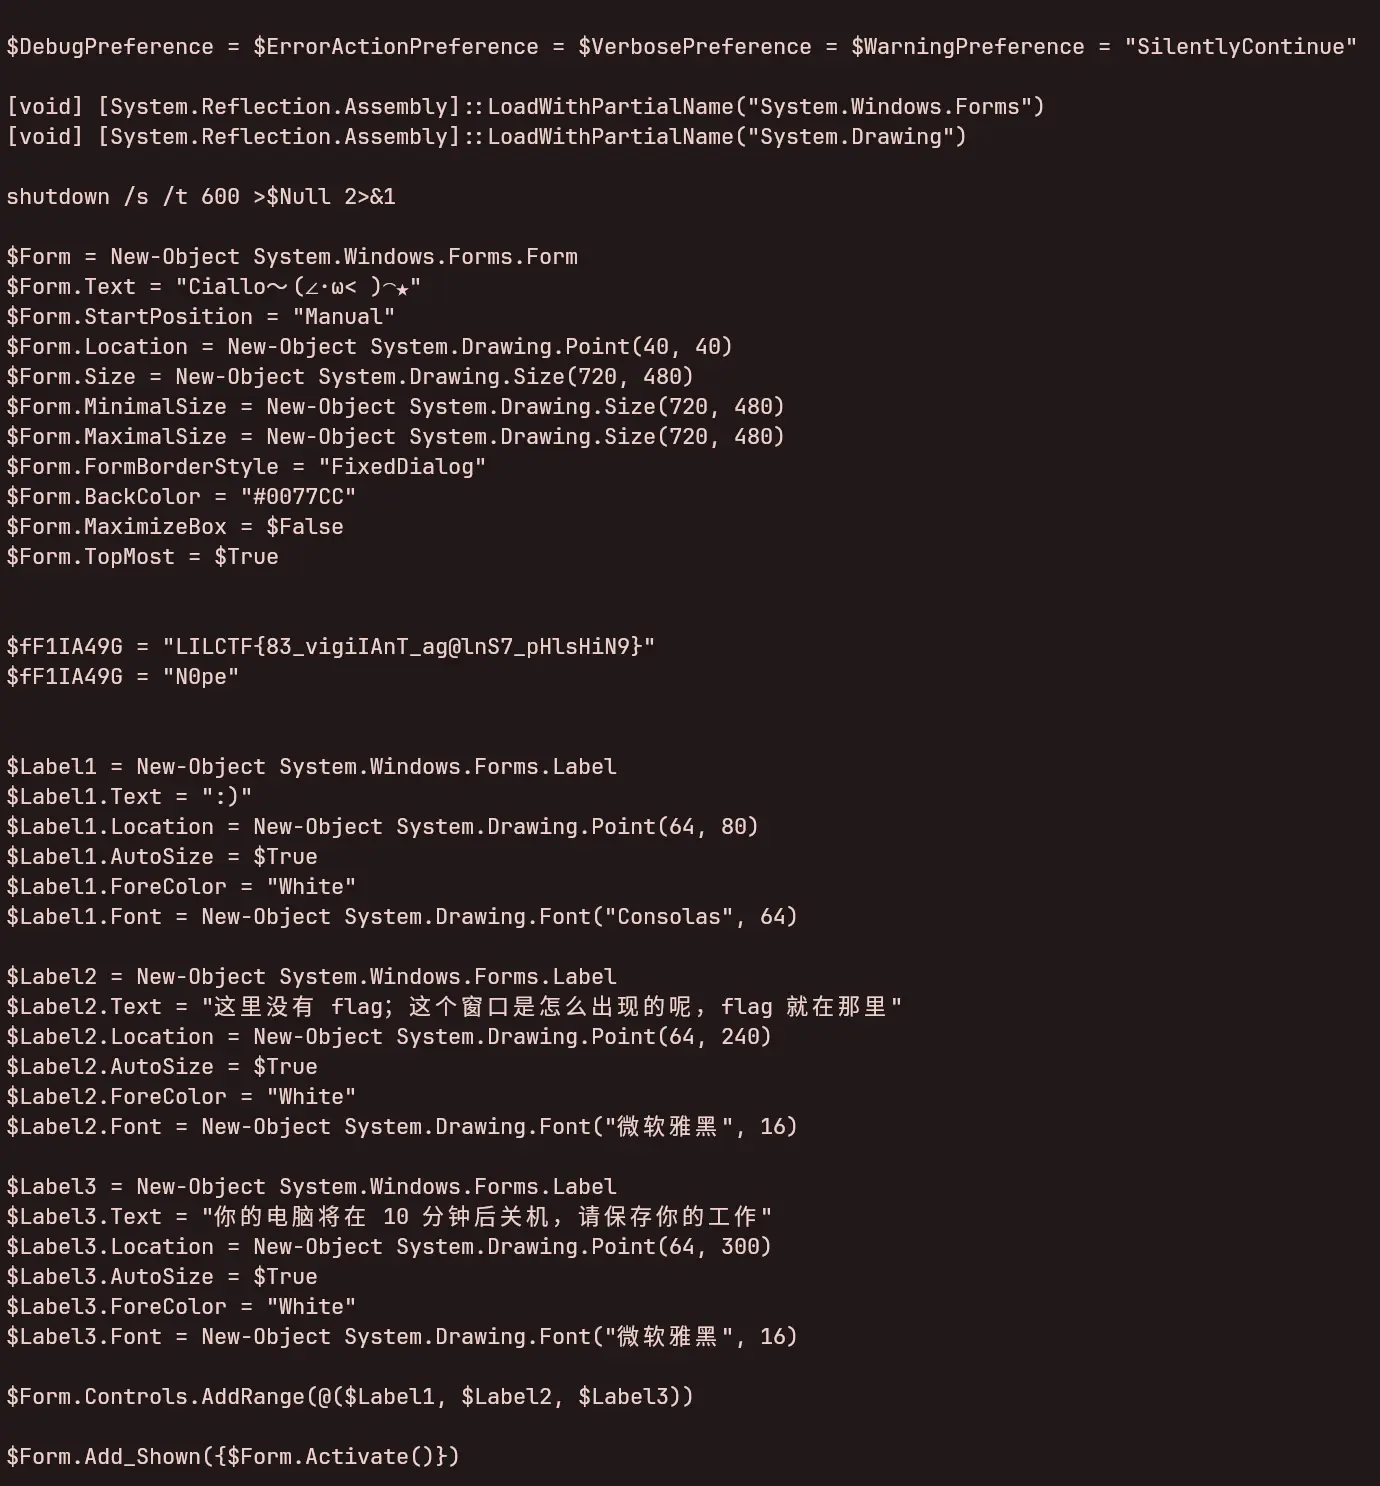 $DebugPreference = $ErrorActionPreference = $VerbosePreference = $WarningPreference = "SilentlyContinue"
[void] [System.Reflection.Assembly]::LoadWithPartialName("System.Windows.Forms")
[void] [System.Reflection.Assembly]::LoadWithPartialName("System.Drawing")
shutdown /s /t 600 >$Null 2>&1
$Form = New-Object System.Windows.Forms.Form
$Form.Text = "Ciallo～(∠·ω< )⌒★"
$Form.StartPosition = "Manual"
$Form.Location = New-Object System.Drawing.Point(40, 40)
$Form.Size = New-Object System.Drawing.Size(720, 480)
$Form.MinimalSize = New-Object System.Drawing.Size(720, 480)
$Form.MaximalSize = New-Object System.Drawing.Size(720, 480)
$Form.FormBorderStyle = "FixedDialog"
$Form.BackColor = "#0077CC"
$Form.MaximizeBox = $False
$Form.TopMost = $True
$fF1IA49G = "LILCTF{83_vigiIAnT_ag@lnS7_pHlsHiN9}"
$fF1IA49G = "N0pe"
$Label1 = New-Object System.Windows.Forms.Label
$Label1.Text = ":)"
$Label1.Location = New-Object System.Drawing.Point(64, 80)
$Label1.AutoSize = $True
$Label1.ForeColor = "White"
$Label1.Font = New-Object System.Drawing.Font("Consolas", 64)
$Label2 = New-Object System.Windows.Forms.Label
$Label2.Text = "这里没有 flag；这个窗口是怎么出现的呢，flag 就在那里"
$Label2.Location = New-Object System.Drawing.Point(64, 240)
$Label2.AutoSize = $True
$Label2.ForeColor = "White"
$Label2.Font = New-Object System.Drawing.Font("微软雅黑", 16)
$Label3 = New-Object System.Windows.Forms.Label
$Label3.Text = "你的电脑将在 10 分钟后关机，请保存你的工作"
$Label3.Location = New-Object System.Drawing.Point(64, 300)
$Label3.AutoSize = $True
$Label3.ForeColor = "White"
$Label3.Font = New-Object System.Drawing.Font("微软雅黑", 16)
$Form.Controls.AddRange(@($Label1, $Label2, $Label3))
$Form.Add_Shown({$Form.Activate()})